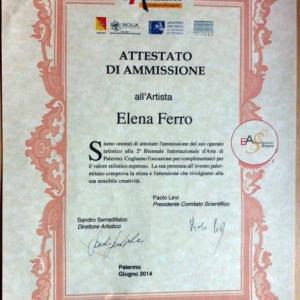 SICILIA
ATTESTATO
DI AMMISSIONE
all'Artista
Elena Ferro
Siamo onorati di attestare l'ammissione del suo operato
artistico alla 2ª Biennale Internazionale d'Arte di
Palermo. Cogliamo l'occasione per complimentarci per
il valore stilistico espresso. La sua presenza all'evento paler-
mitano comprova la stima e l'attenzione che rivolgiamo alla
sua sensibile creatività.
Paolo Levi
Presidente Comitato Scientifico
Sandro Serradifalco
Direttore Artistico
Palermo
Giugno 2014